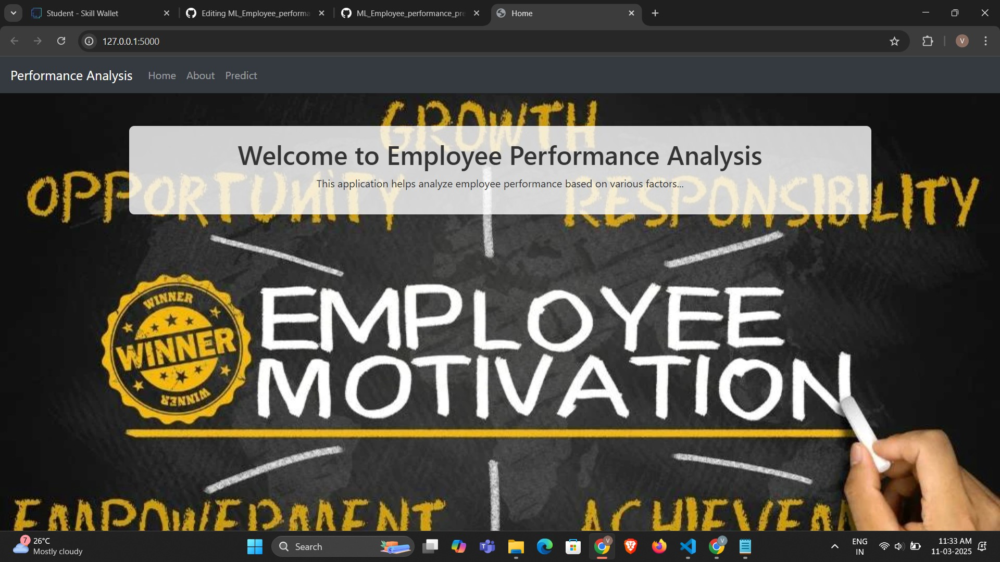 Student - Skill Wallet
Editing ML_Employee_performa
ML_Employee_performance_pre
Home
127.0.0.1:5000
V
Performance Analysis
Home
About
Predict
GROWTH
Welcome to Employee Performance Analysis
This application helps analyze employee performance based on various factors...
OPPORTUNITY
RESPONSIBILITY
WINNER
WINNER
WINNER
EMPLOYEE
MOTIVATION
EMPOWERMENT
ACHIEVEM
7
26°C
Mostly cloudy
Search
T
V
V
ENG
IN
11:33 AM
11-03-2025